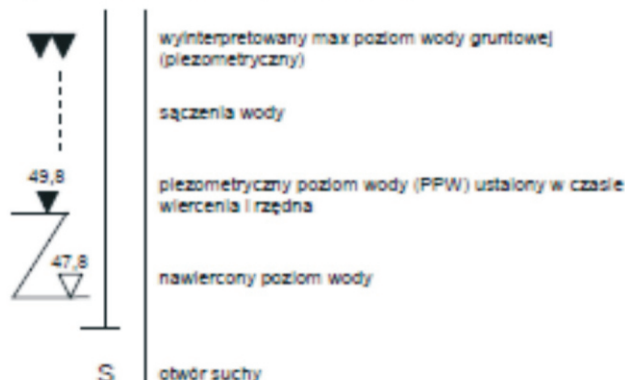 wyinterpretowany max poziom wody gruntowej
(piezometryczny)
sączenia wody
49,8
piezometryczny poziom wody (PPW) ustalony w czasie
wiercenia i rzędna
47,8
nawiercony poziom wody
S
otwór suchy